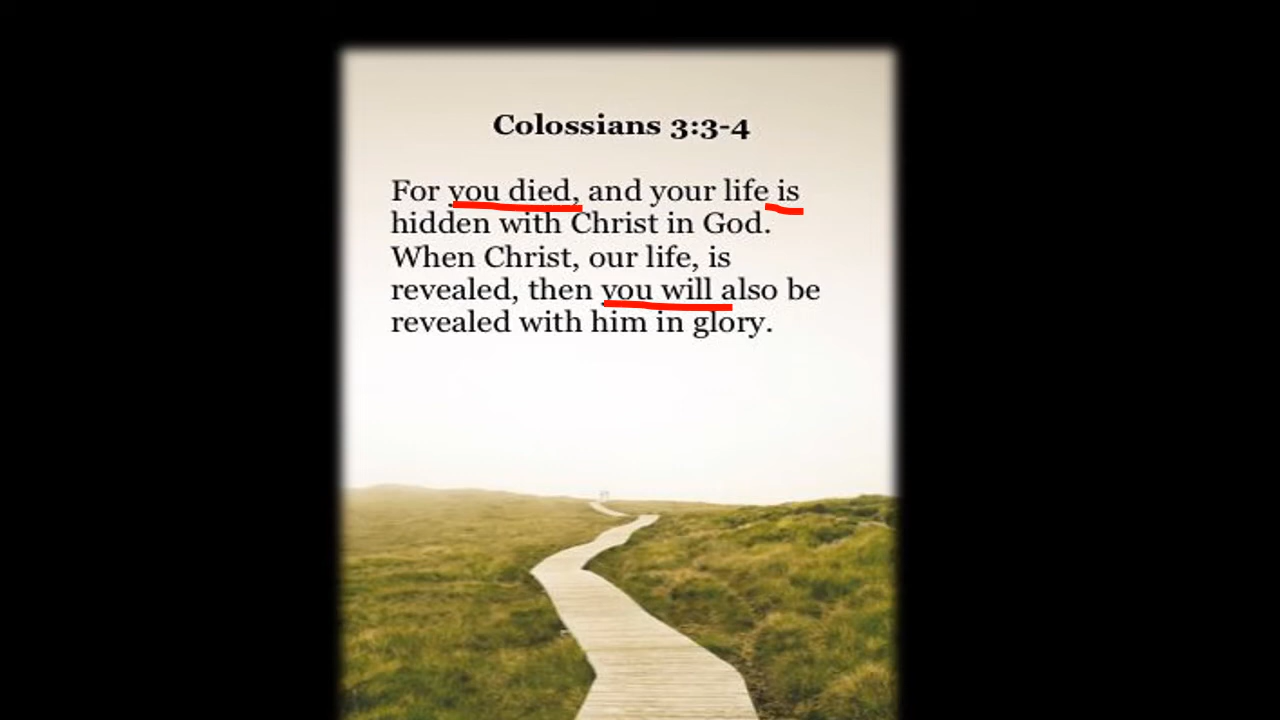 Colossians 3:3-4
For you died, and your life is
hidden with Christ in God.
When Christ, our life, is
revealed, then you will also be
revealed with him in glory.